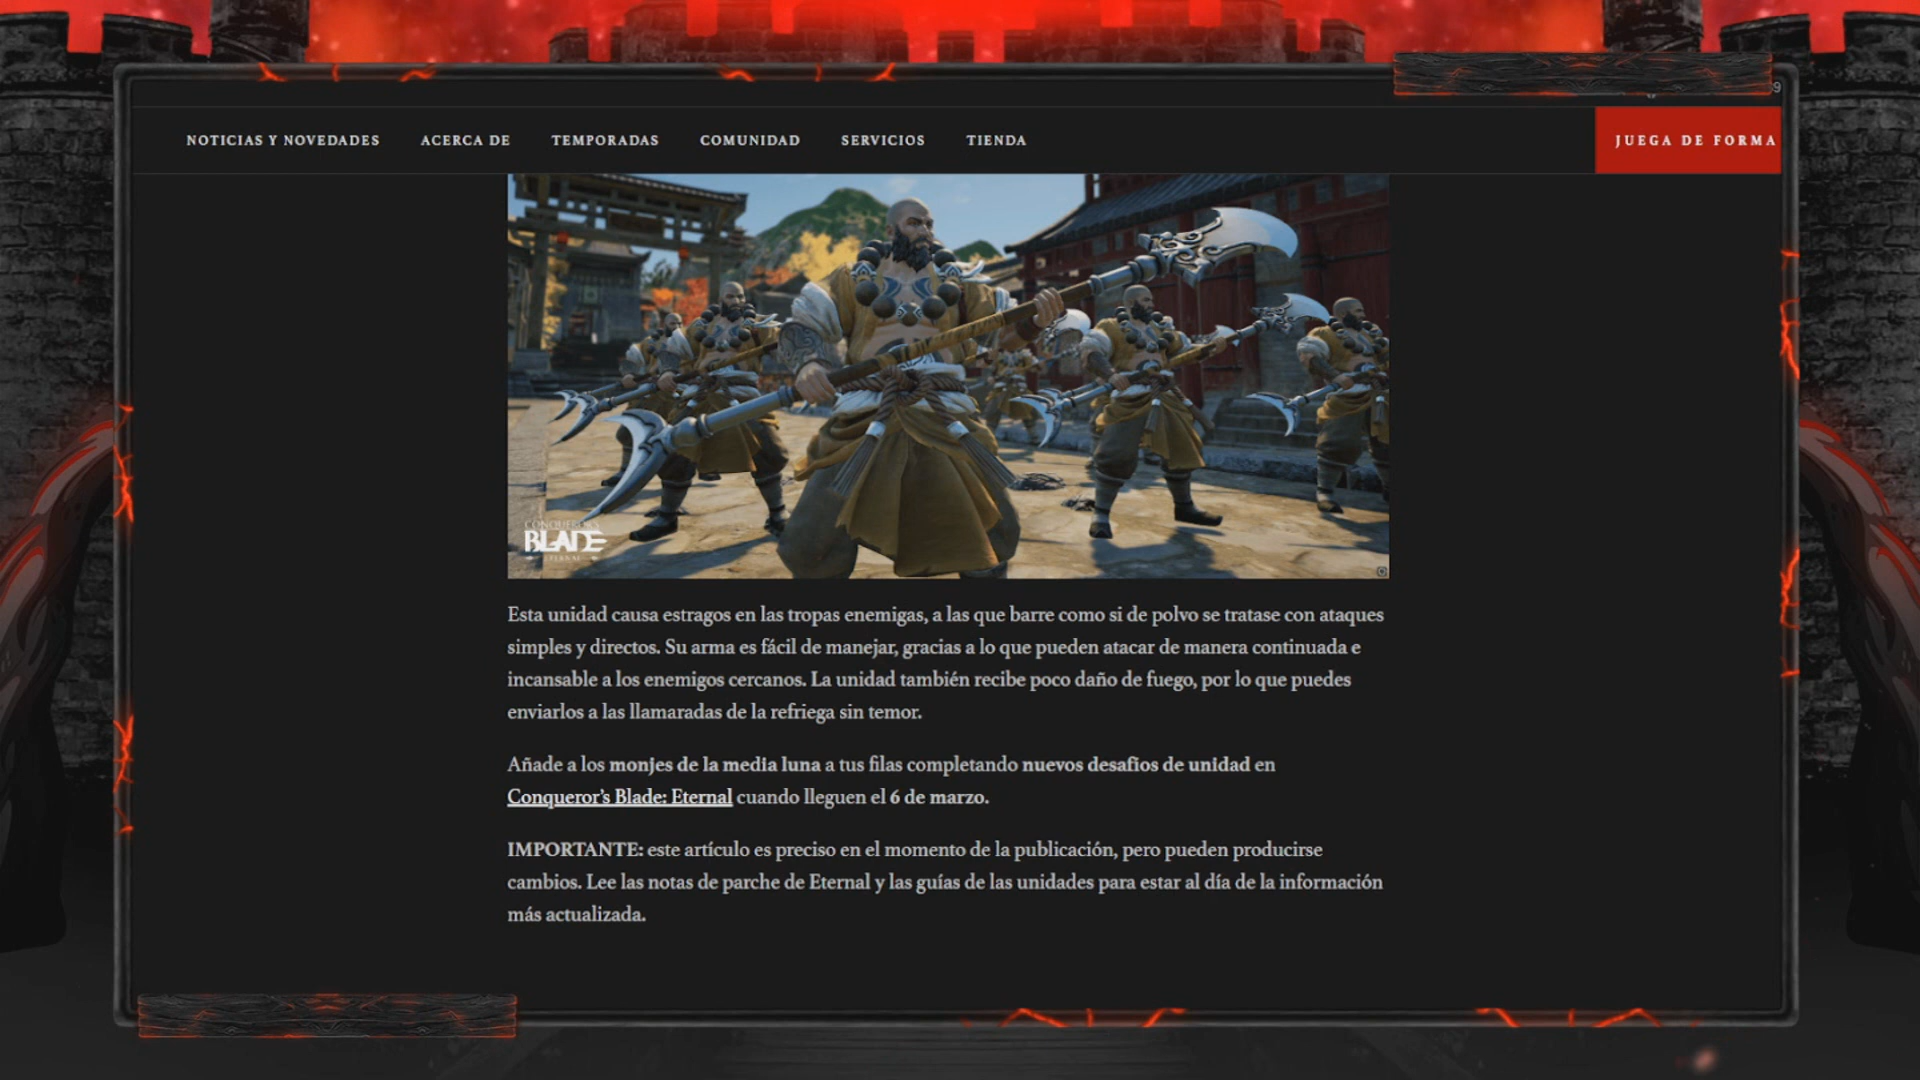 NOTICIAS Y NOVEDADES ACERCA DE TEMPORADAS COMUNIDAD SERVICIOS TIENDA JUEGA DE FORMA
CONQUEROR'S
BLADE
ETERNAL
Esta unidad causa estragos en las tropas enemigas, a las que barre como si de polvo se tratase con ataques
simples y directos. Su arma es fácil de manejar, gracias a lo que pueden atacar de manera continuada e
incansable a los enemigos cercanos. La unidad también recibe poco daño de fuego, por lo que puedes
enviarlos a las llamaradas de la refriega sin temor.
Añade a los monjes de la media luna a tus filas completando nuevos desafíos de unidad en
Conqueror's Blade: Eternal cuando lleguen el 6 de marzo.
IMPORTANTE: este artículo es preciso en el momento de la publicación, pero pueden producirse
cambios. Lee las notas de parche de Eternal y las guías de las unidades para estar al día de la información
más actualizada.